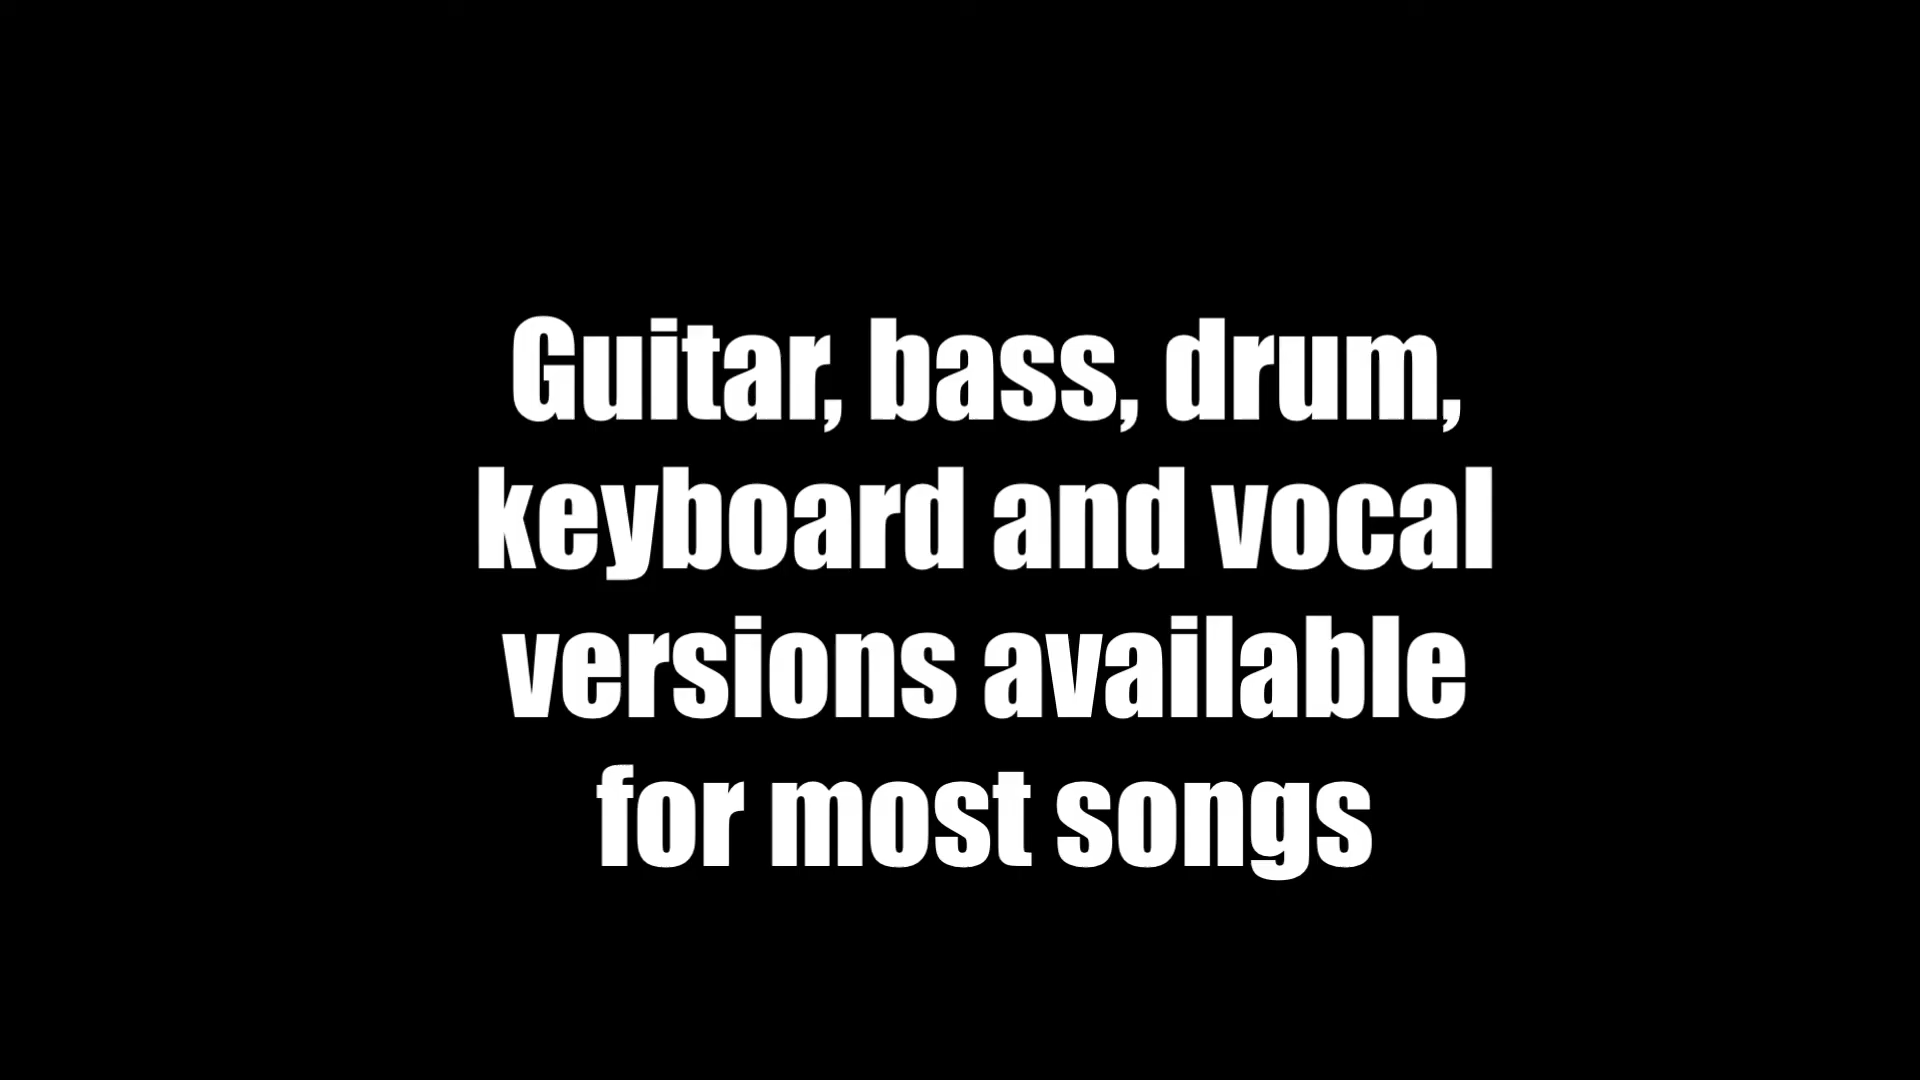 Guitar, bass, drum,
keyboard and vocal
versions available
for most songs